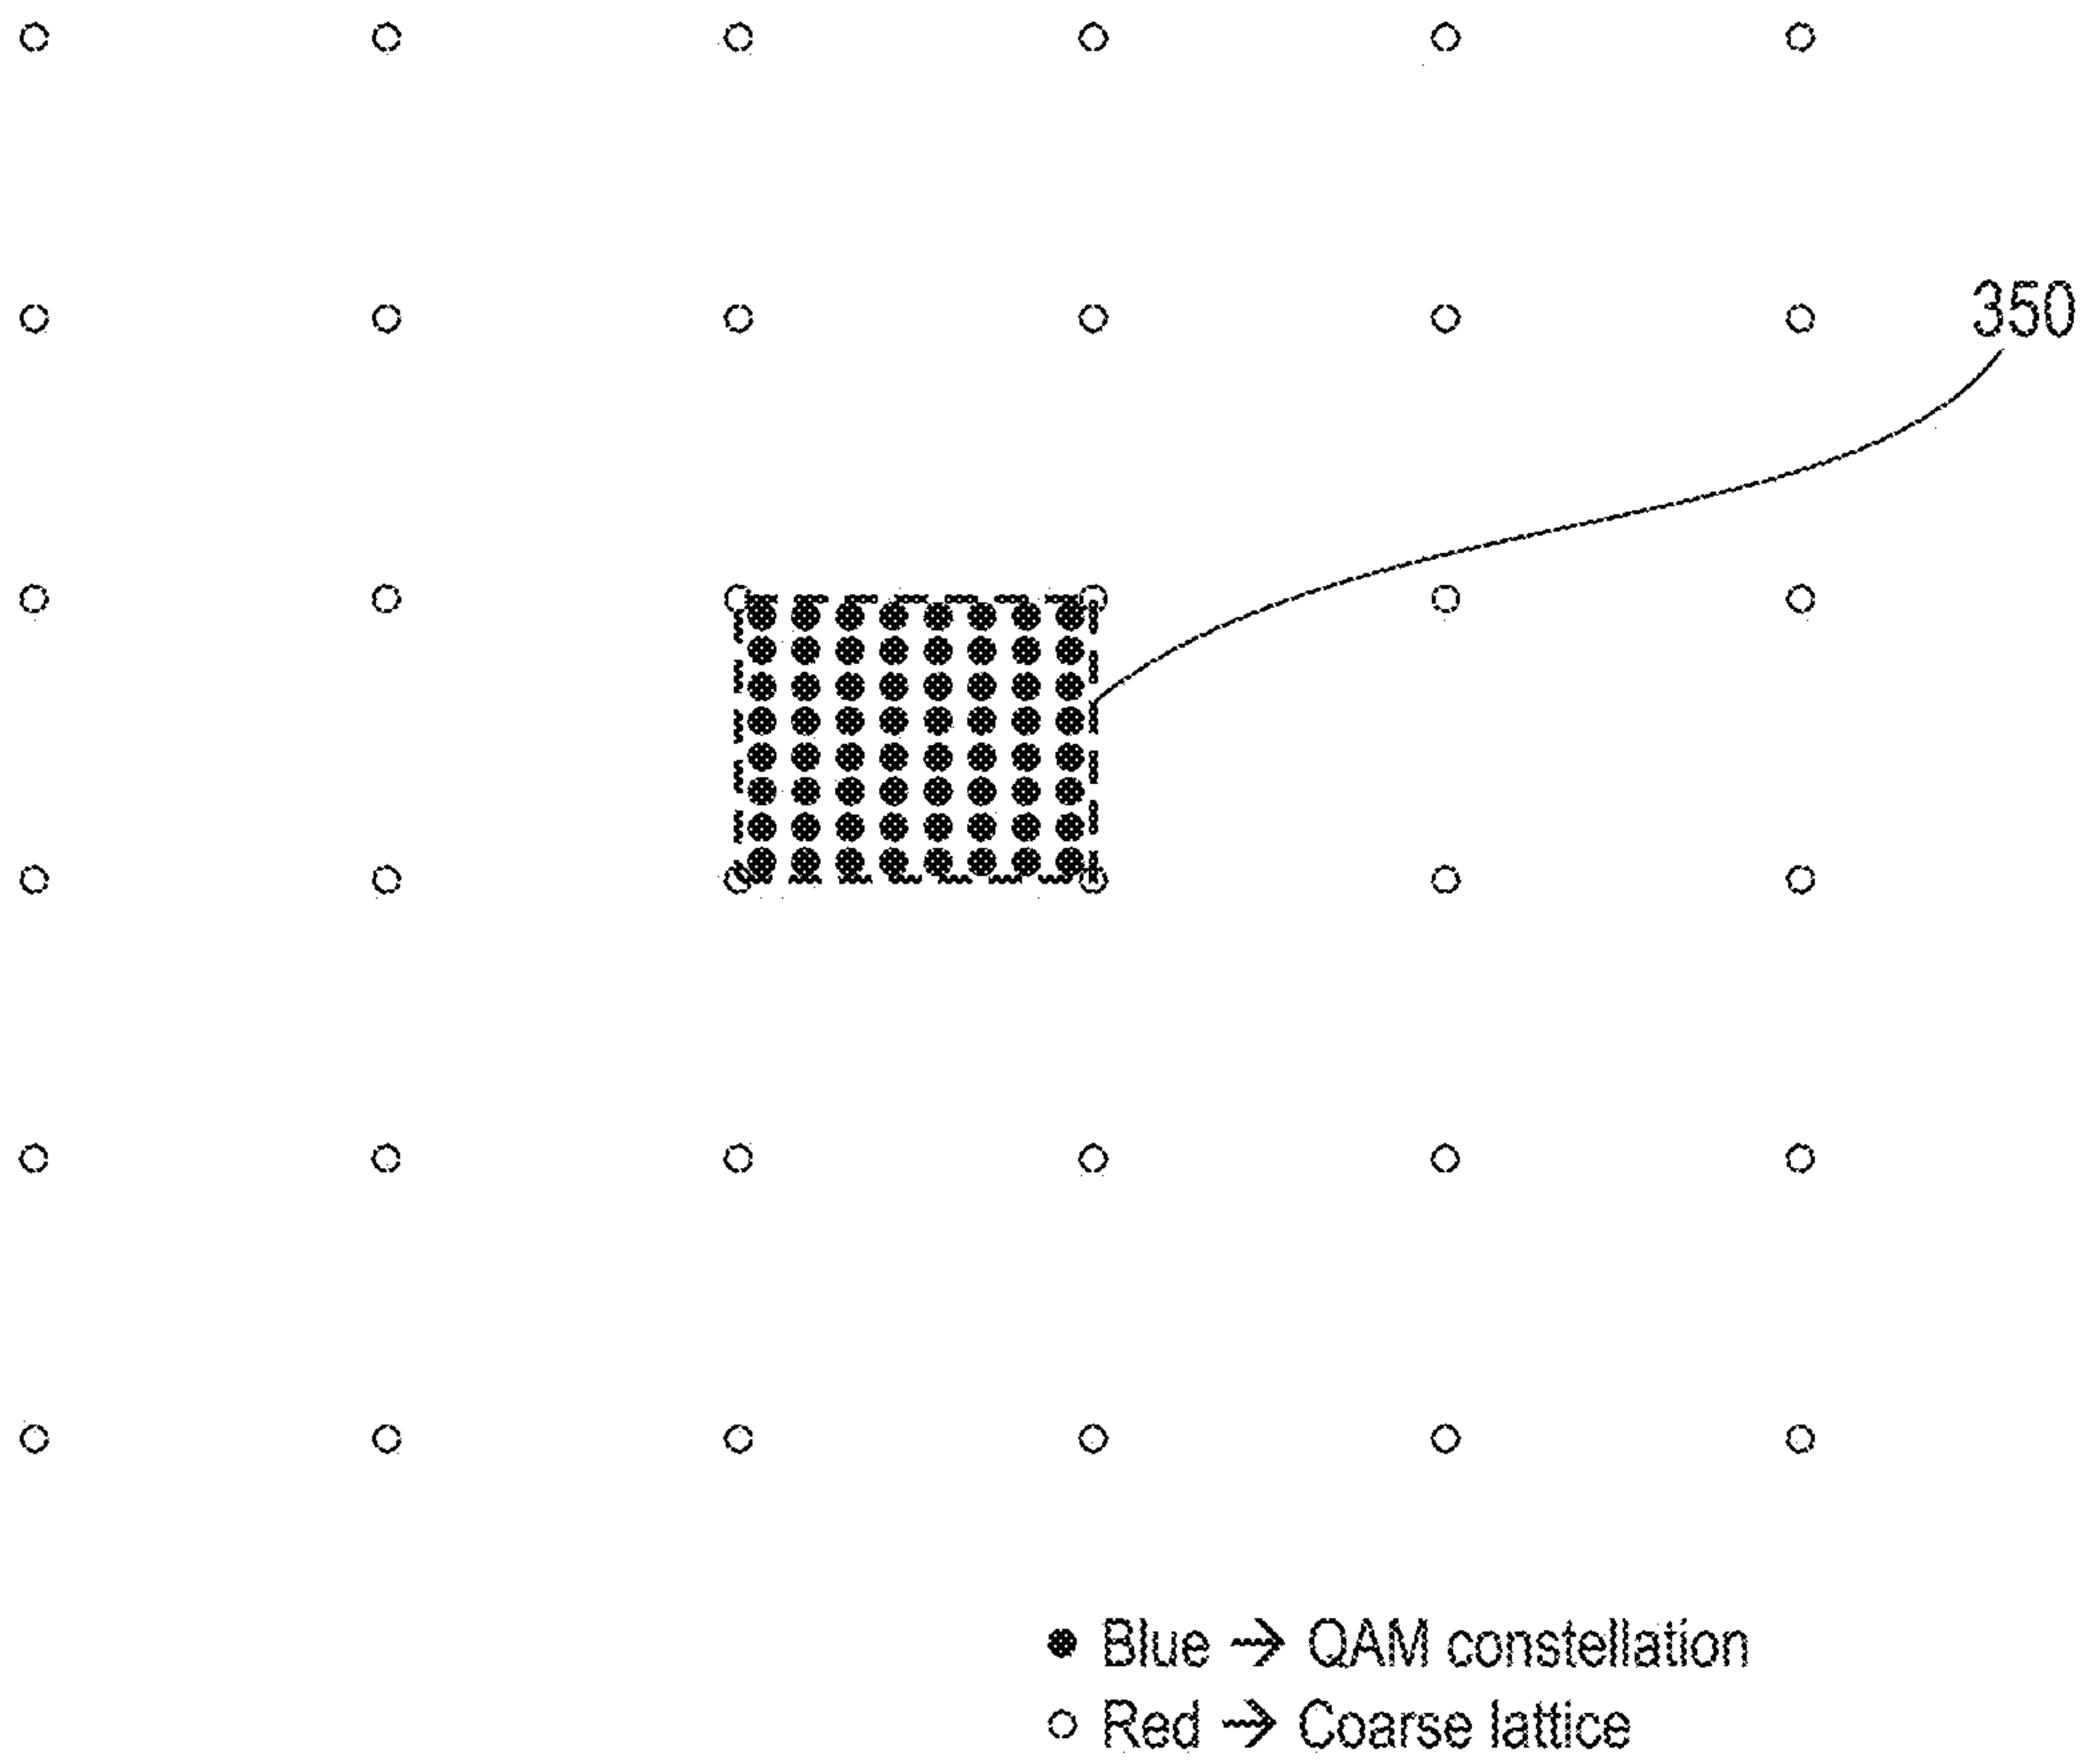 350
Blue → QAM constellation
Red → Coarse lattice